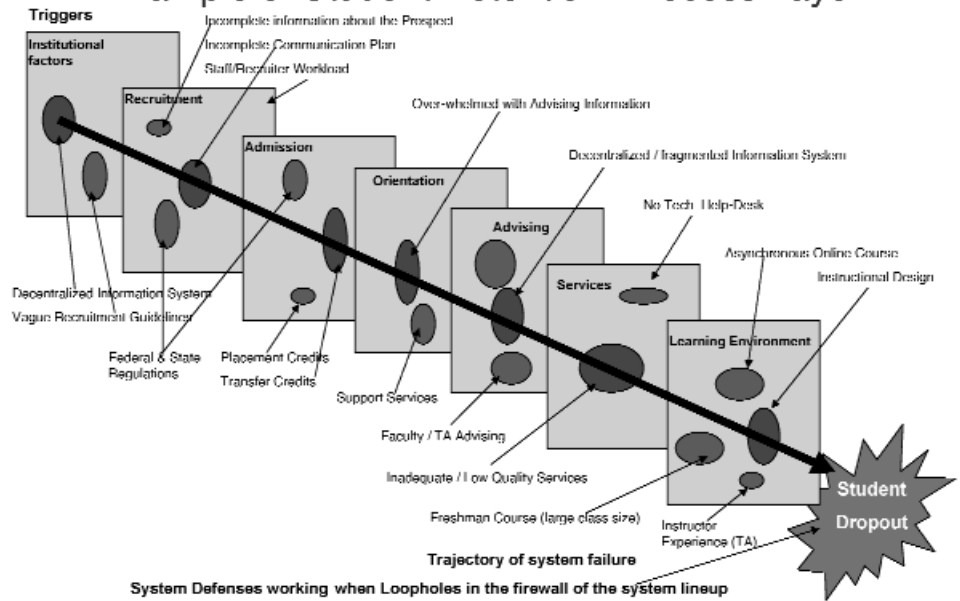 Triggers
Incomplete information about the Prospect
Incomplete Communication Plan
Staff/Recruiter Workload
Institutional
factors
Recruitment
Over-whelmed with Advising Information
Admission
Decentralized / fragmented Information System
Orientation
No Tech Help-Desk
Advising
Asynchronous Online Course
Instructional Design
Services
Decentralized Information System
Vague Recruitment Guidelines
Learning Environment
Federal & State
Regulations
Placement Credits
Transfer Credits
Support Services
Faculty / TA Advising
Inadequate / Low Quality Services
Freshman Course (large class size)
Instructor
Experience (TA)
Student
Dropout
Trajectory of system failure
System Defenses working when Loopholes in the firewall of the system lineup